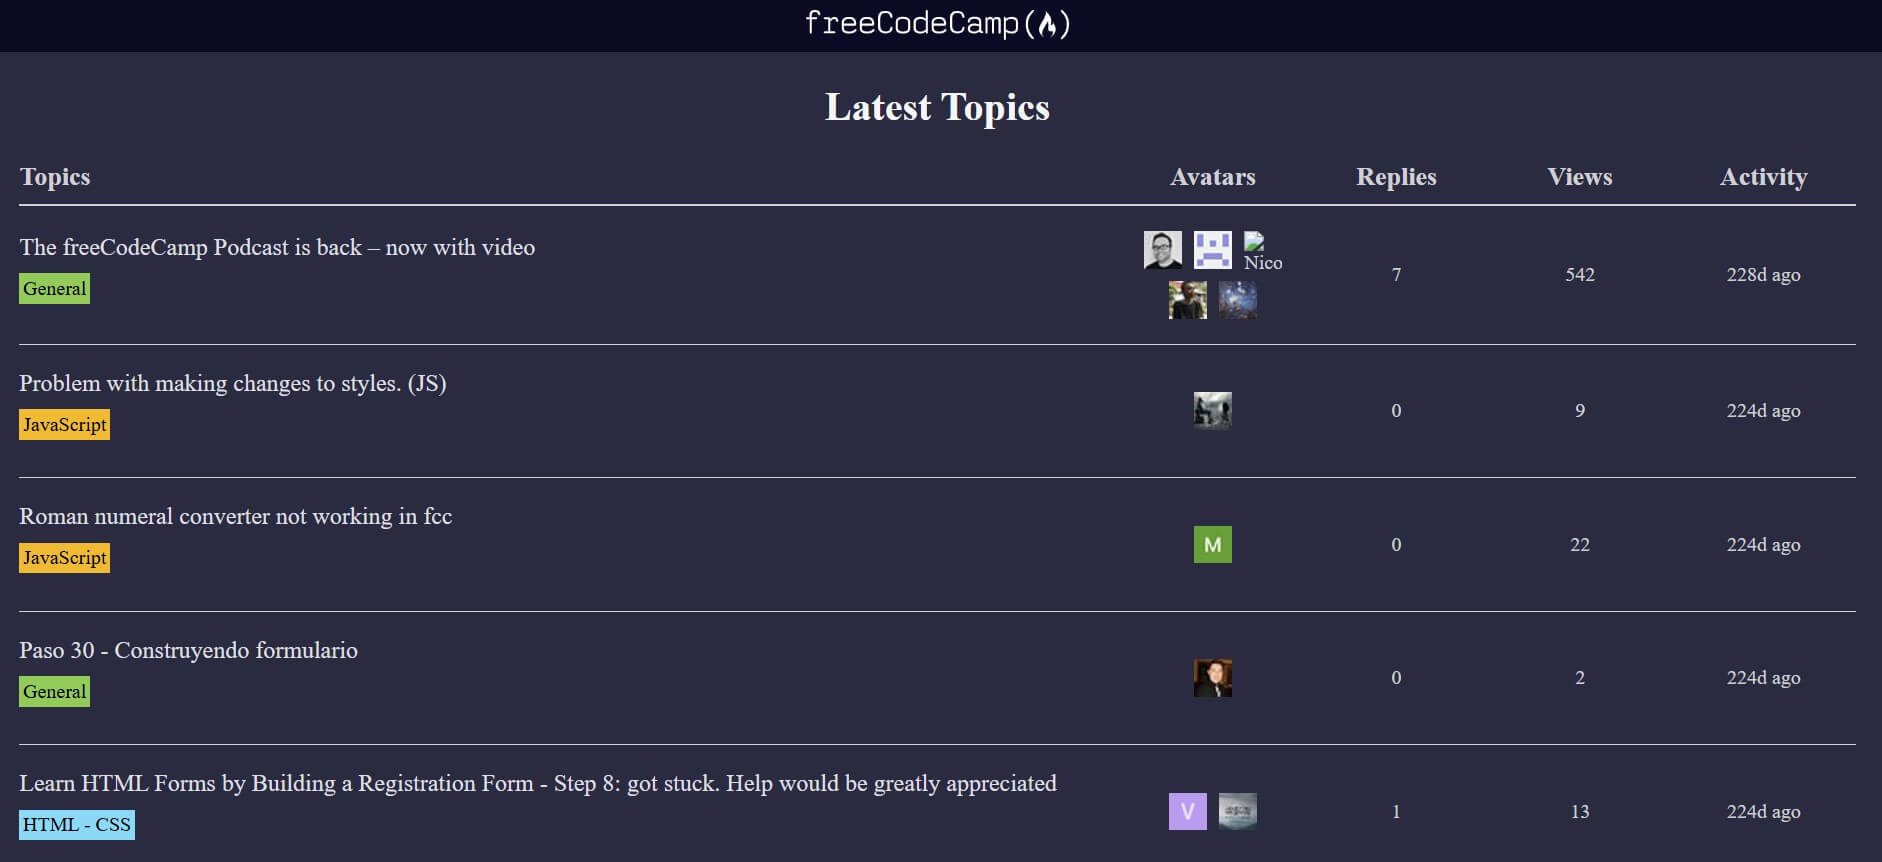 freeCodeCamp
Latest Topics
Topics Avatars Replies Views Activity
The freeCodeCamp Podcast is back – now with video
General
Nico
7 542 228d ago
Problem with making changes to styles. (JS)
JavaScript
0 9 224d ago
Roman numeral converter not working in fcc
JavaScript
M
0 22 224d ago
Paso 30 - Construyendo formulario
General
0 2 224d ago
Learn HTML Forms by Building a Registration Form - Step 8: got stuck. Help would be greatly appreciated
HTML - CSS
V
1 13 224d ago